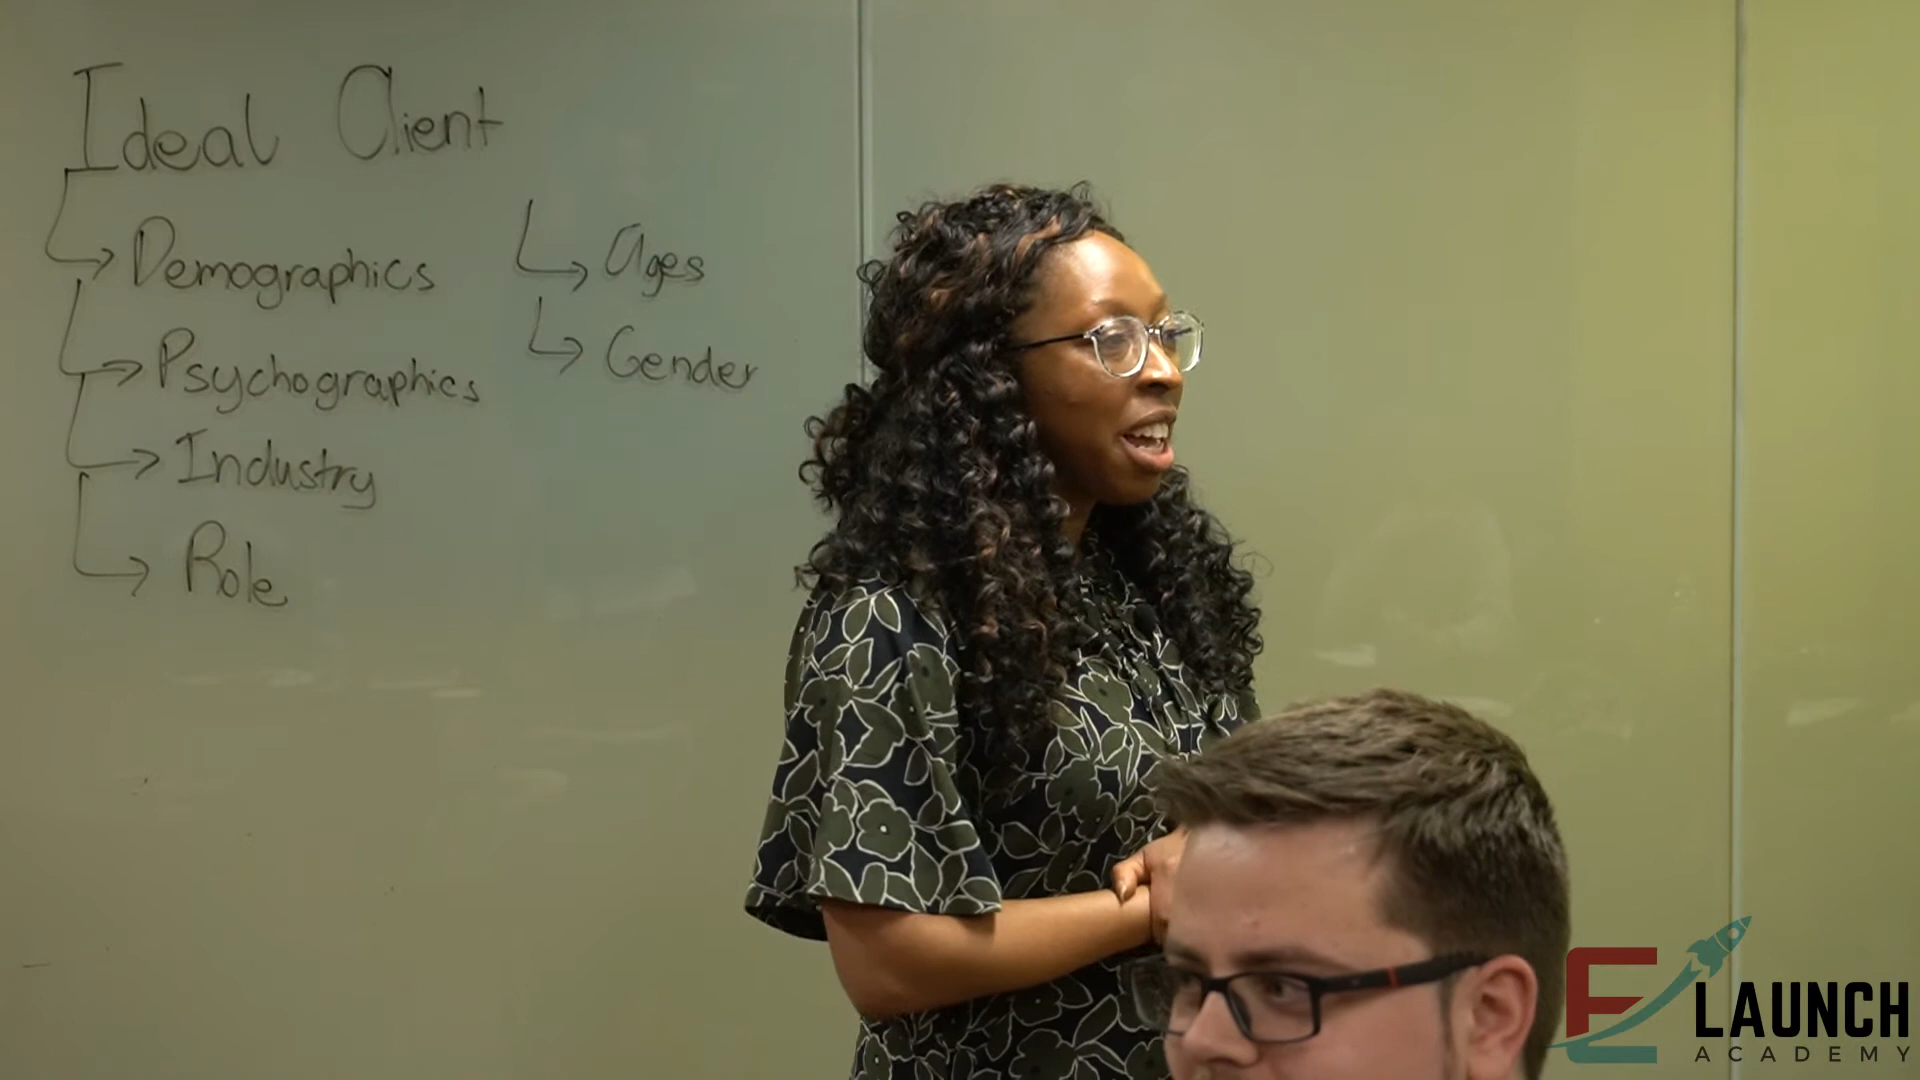 Ideal Client
Demographics
Psychographics
Industry
Role
Ages
Gender
E LAUNCH
ACADEMY